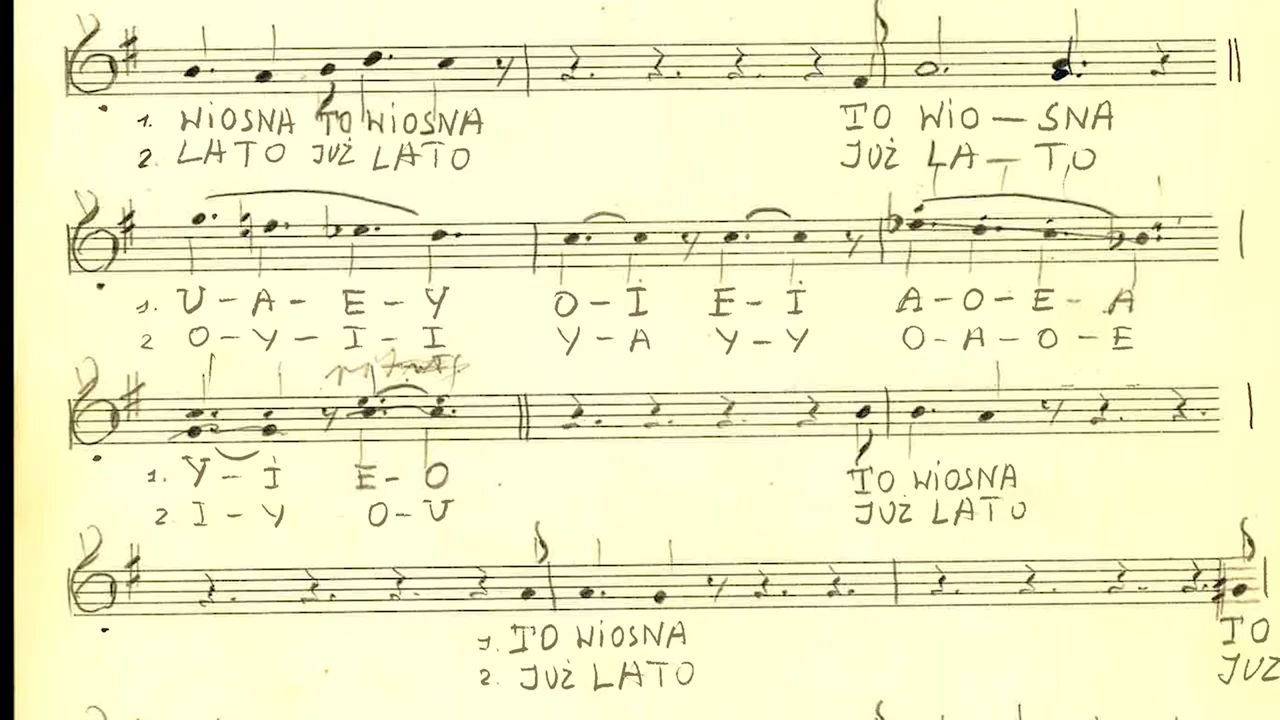 1. WIOSNA TO WIOSNA TO WIO — SNA
2. LATO JUŻ LATO JUŻ LA — TO
1. U - A - E - Y O - I E - I A - O - E - A
2 O - Y - I - I Y - A Y - Y O - A - O - E
1. Y - I E - O TO WIOSNA
2 I - Y O - U JUŻ LATO
1. TO WIOSNA TO
2. JUŻ LATO JUŻ